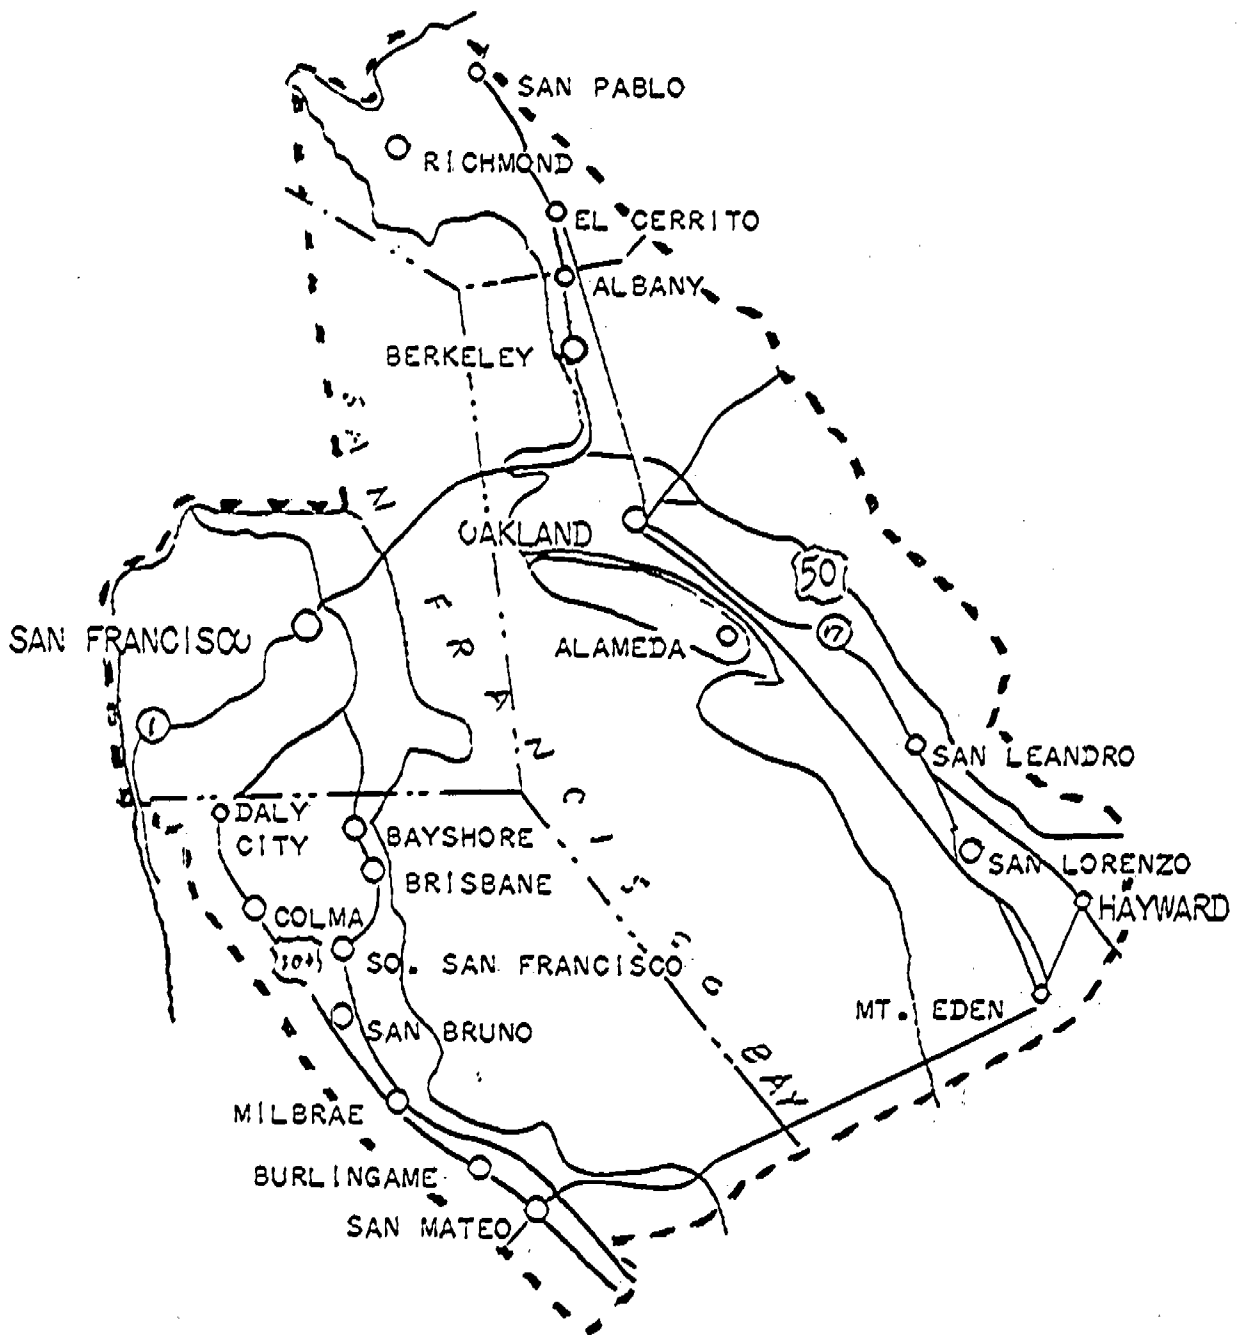 SAN PABLO
RICHMOND
EL CERRITO
ALBANY
BERKELEY
OAKLAND
50
17
SAN FRANCISCO
ALAMEDA
1
SAN LEANDRO
SAN FRANCISCO BAY
DALY
CITY
BAYSHORE
BRISBANE
SAN LORENZO
HAYWARD
COLMA
SO. SAN FRANCISCO
MT. EDEN
SAN BRUNO
MILBRAE
BURLINGAME
SAN MATEO